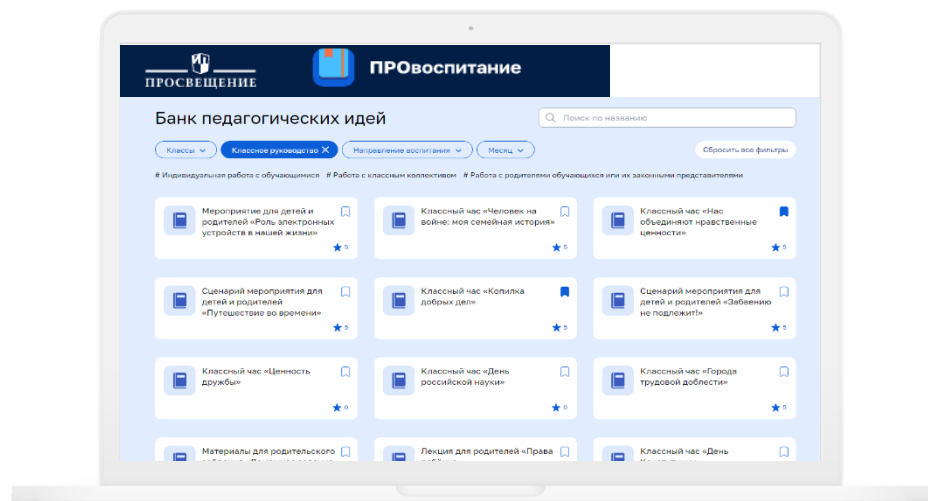 ПРОСВЕЩЕНИЕ
ПРОвоспитание
Банк педагогических идей
Поиск по названию
Классы
Классное руководство
Направление воспитания
Месяц
Сбросить все фильтры
# Индивидуальная работа с обучающимися # Работа с классным коллективом # Работа с родителями обучающихся или их законными представителями
Мероприятие для детей и
родителей «Роль электронных
устройств в нашей жизни»
5
Классный час «Человек на
войне: моя семейная история»
5
Классный час «Нас
объединяют нравственные
ценности»
5
Сценарий мероприятия для
детей и родителей
«Путешествие во времени»
5
Классный час «Копилка
добрых дел»
5
Сценарий мероприятия для
детей и родителей «Забвению
не подлежит!»
5
Классный час «Ценность
дружбы»
0
Классный час «День
российской науки»
0
Классный час «Города
трудовой доблести»
5
Материалы для родительского
Лекция для родителей «Права
Классный час «День